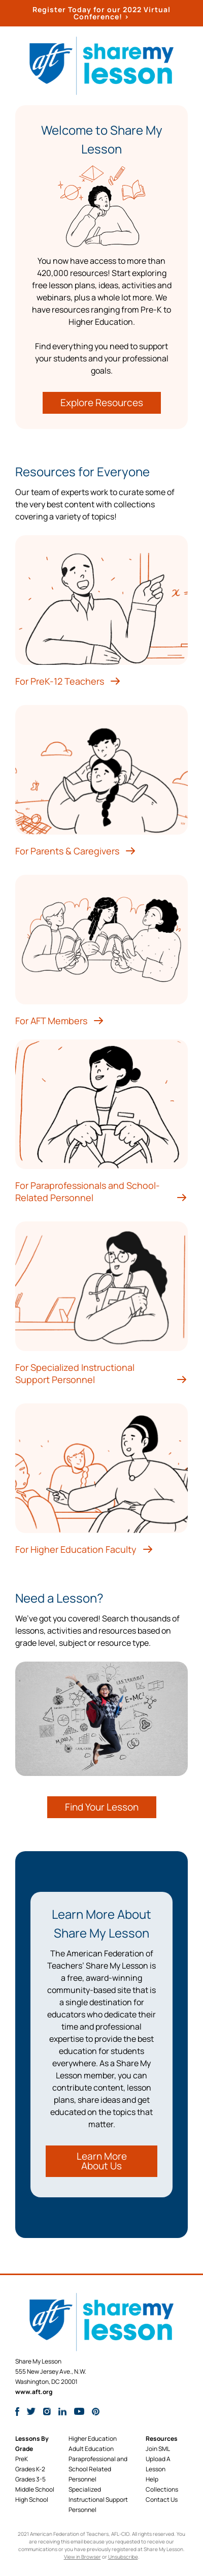 Register Today for our 2022 Virtual
Conference! ›
aft
sharemy
lesson
Welcome to Share My
Lesson
You now have access to more than
420,000 resources! Start exploring
free lesson plans, ideas, activities and
webinars, plus a whole lot more. We
have resources ranging from Pre-K to
Higher Education.
Find everything you need to support
your students and your professional
goals.
Explore Resources
Resources for Everyone
Our team of experts work to curate some of
the very best content with collections
covering a variety of topics!
For PreK-12 Teachers →
For Parents & Caregivers →
For AFT Members →
For Paraprofessionals and School-
Related Personnel →
For Specialized Instructional
Support Personnel →
For Higher Education Faculty →
Need a Lesson?
We've got you covered! Search thousands of
lessons, activities and resources based on
grade level, subject or resource type.
Find Your Lesson
Learn More About
Share My Lesson
The American Federation of
Teachers' Share My Lesson is
a free, award-winning
community-based site that is
a single destination for
educators who dedicate their
time and professional
expertise to provide the best
education for students
everywhere. As a Share My
Lesson member, you can
contribute content, lesson
plans, share ideas and get
educated on the topics that
matter.
Learn More
About Us
aft
sharemy
lesson
Share My Lesson
555 New Jersey Ave., N.W.
Washington, DC 20001
www.aft.org
Lessons By
Grade
PreK
Grades K-2
Grades 3-5
Middle School
High School
Higher Education
Adult Education
Paraprofessional and
School Related
Personnel
Specialized
Instructional Support
Personnel
Resources
Join SML
Upload A
Lesson
Help
Collections
Contact Us
2021 American Federation of Teachers, AFL-CIO. All rights reserved. You
are receiving this email because you requested to receive our
communications or you have previously registered at Share My Lesson.
View in Browser or Unsubscribe.